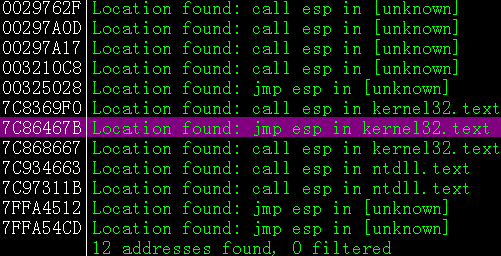 0029762F Location found: call esp in [unknown]
00297A0D Location found: call esp in [unknown]
00297A17 Location found: call esp in [unknown]
003210C8 Location found: call esp in [unknown]
00325028 Location found: jmp esp in [unknown]
7C8369F0 Location found: call esp in kernel32.text
7C86467B Location found: jmp esp in kernel32.text
7C868667 Location found: call esp in kernel32.text
7C934663 Location found: call esp in ntdll.text
7C97311B Location found: call esp in ntdll.text
7FFA4512 Location found: jmp esp in [unknown]
7FFA54CD Location found: jmp esp in [unknown]
12 addresses found, 0 filtered